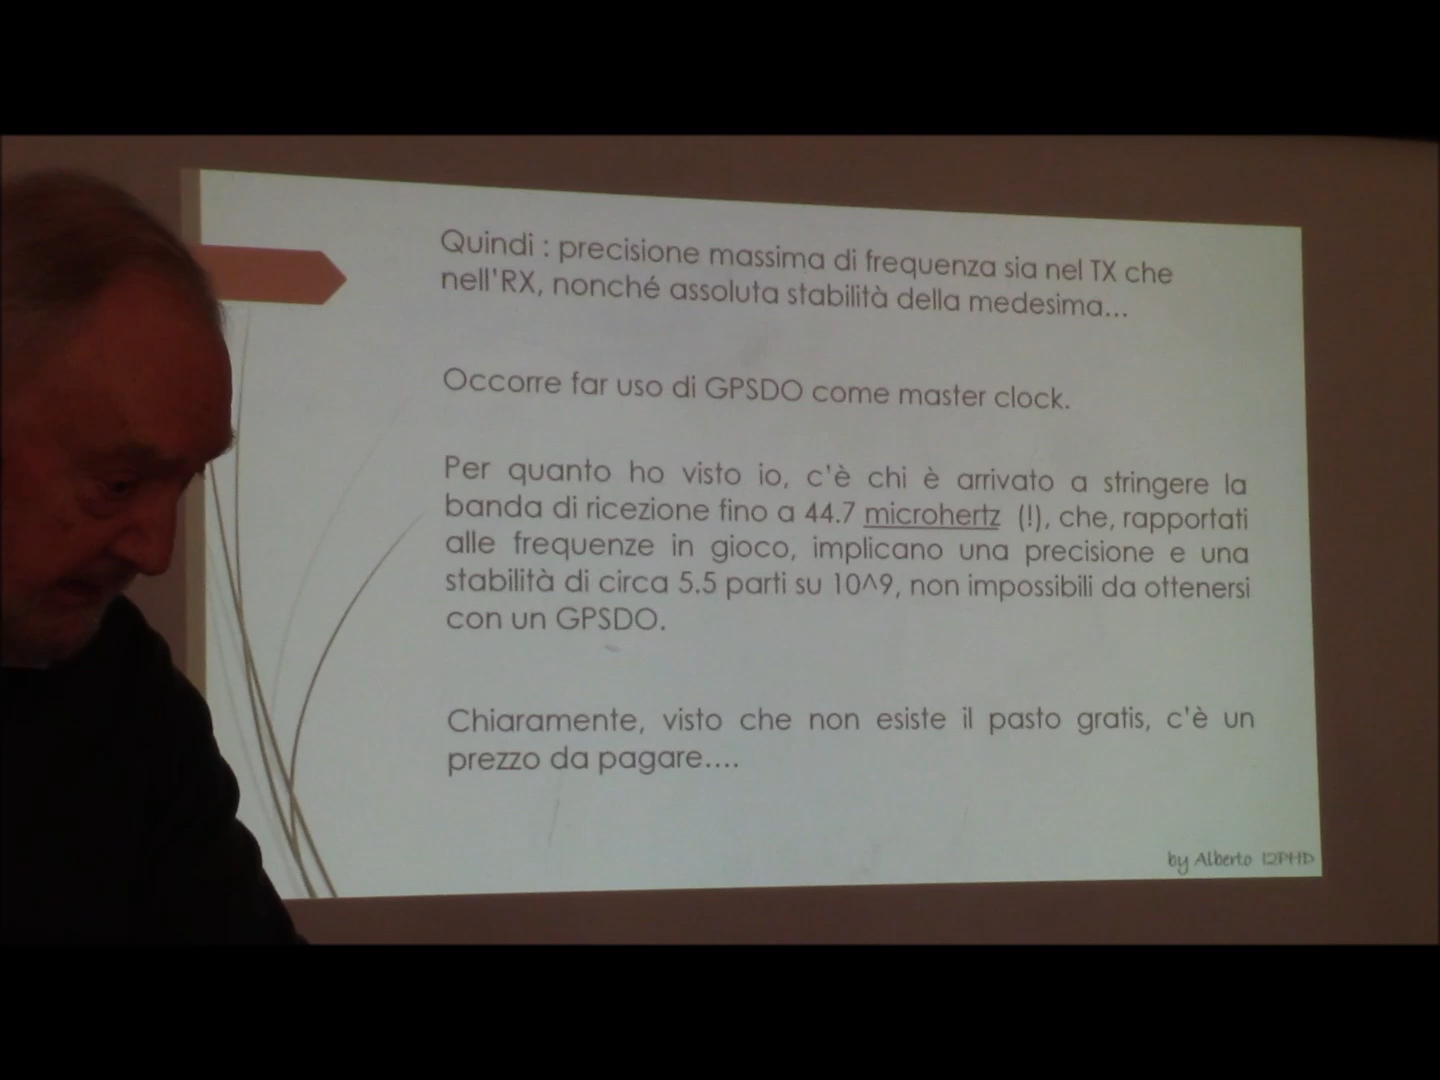 Quindi : precisione massima di frequenza sia nel TX che
nell'RX, nonché assoluta stabilità della medesima...
Occorre far uso di GPSDO come master clock.
Per quanto ho visto io, c'è chi è arrivato a stringere la
banda di ricezione fino a 44.7 microhertz (!), che, rapportati
alle frequenze in gioco, implicano una precisione e una
stabilità di circa 5.5 parti su 10^9, non impossibili da ottenersi
con un GPSDO.
Chiaramente, visto che non esiste il pasto gratis, c'è un
prezzo da pagare....
by Alberto I2PHD